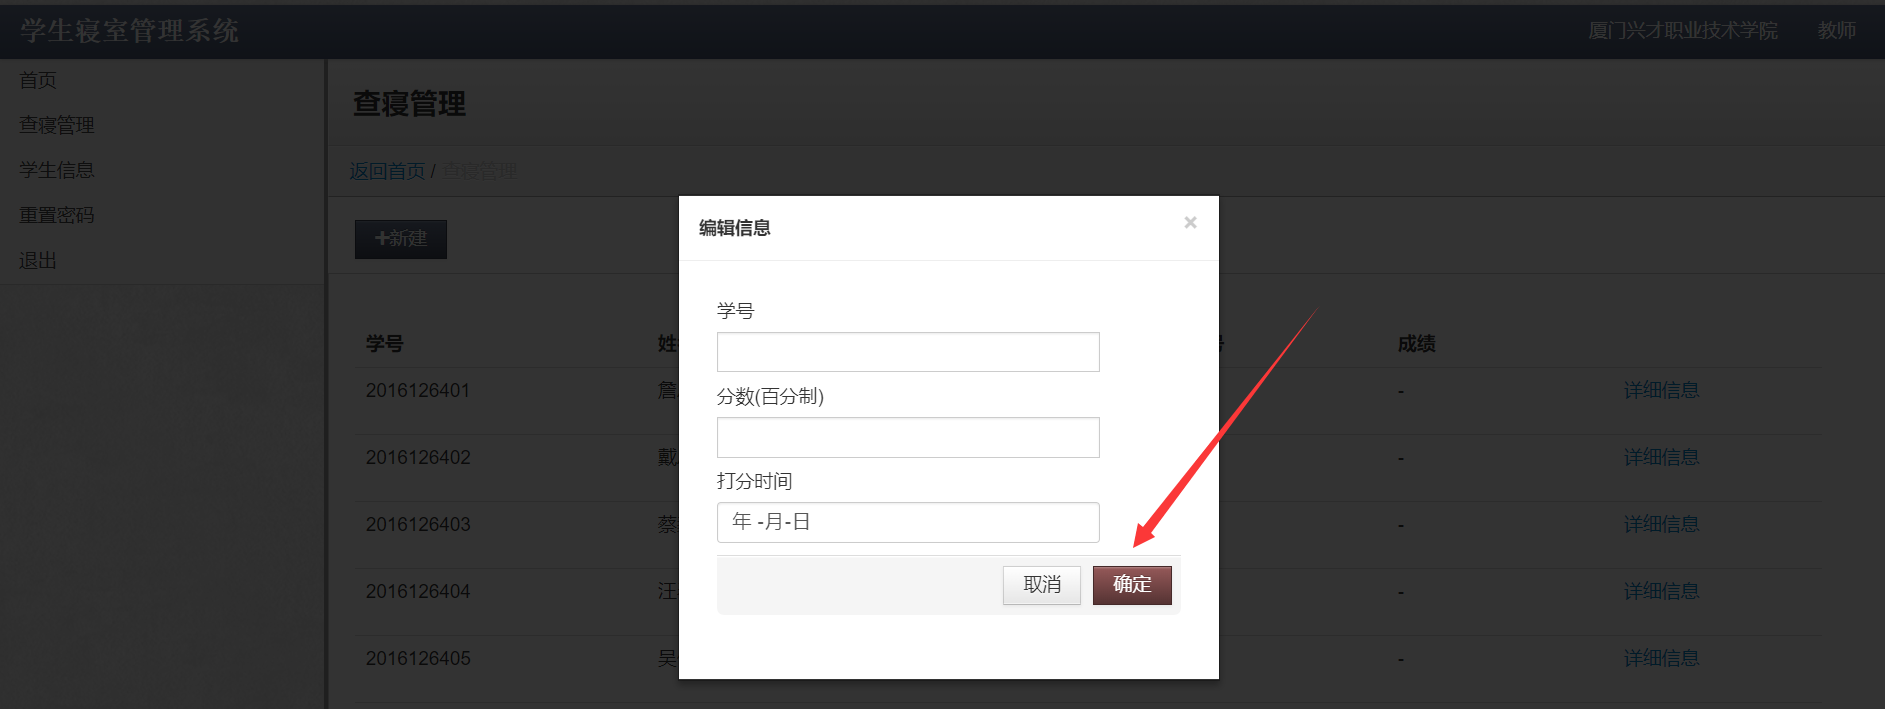 学生寝室管理系统 厦门兴才职业技术学院 教师
首页
查寝管理
学生信息
重置密码
退出
查寝管理
返回首页 / 查寝管理
+新建
学号 成绩
2016126401 詹 - 详细信息
2016126402 戴 - 详细信息
2016126403 蔡 - 详细信息
2016126404 汪 - 详细信息
2016126405 吴 - 详细信息
编辑信息 ×
学号
分数(百分制)
打分时间
年 -月-日
取消 确定